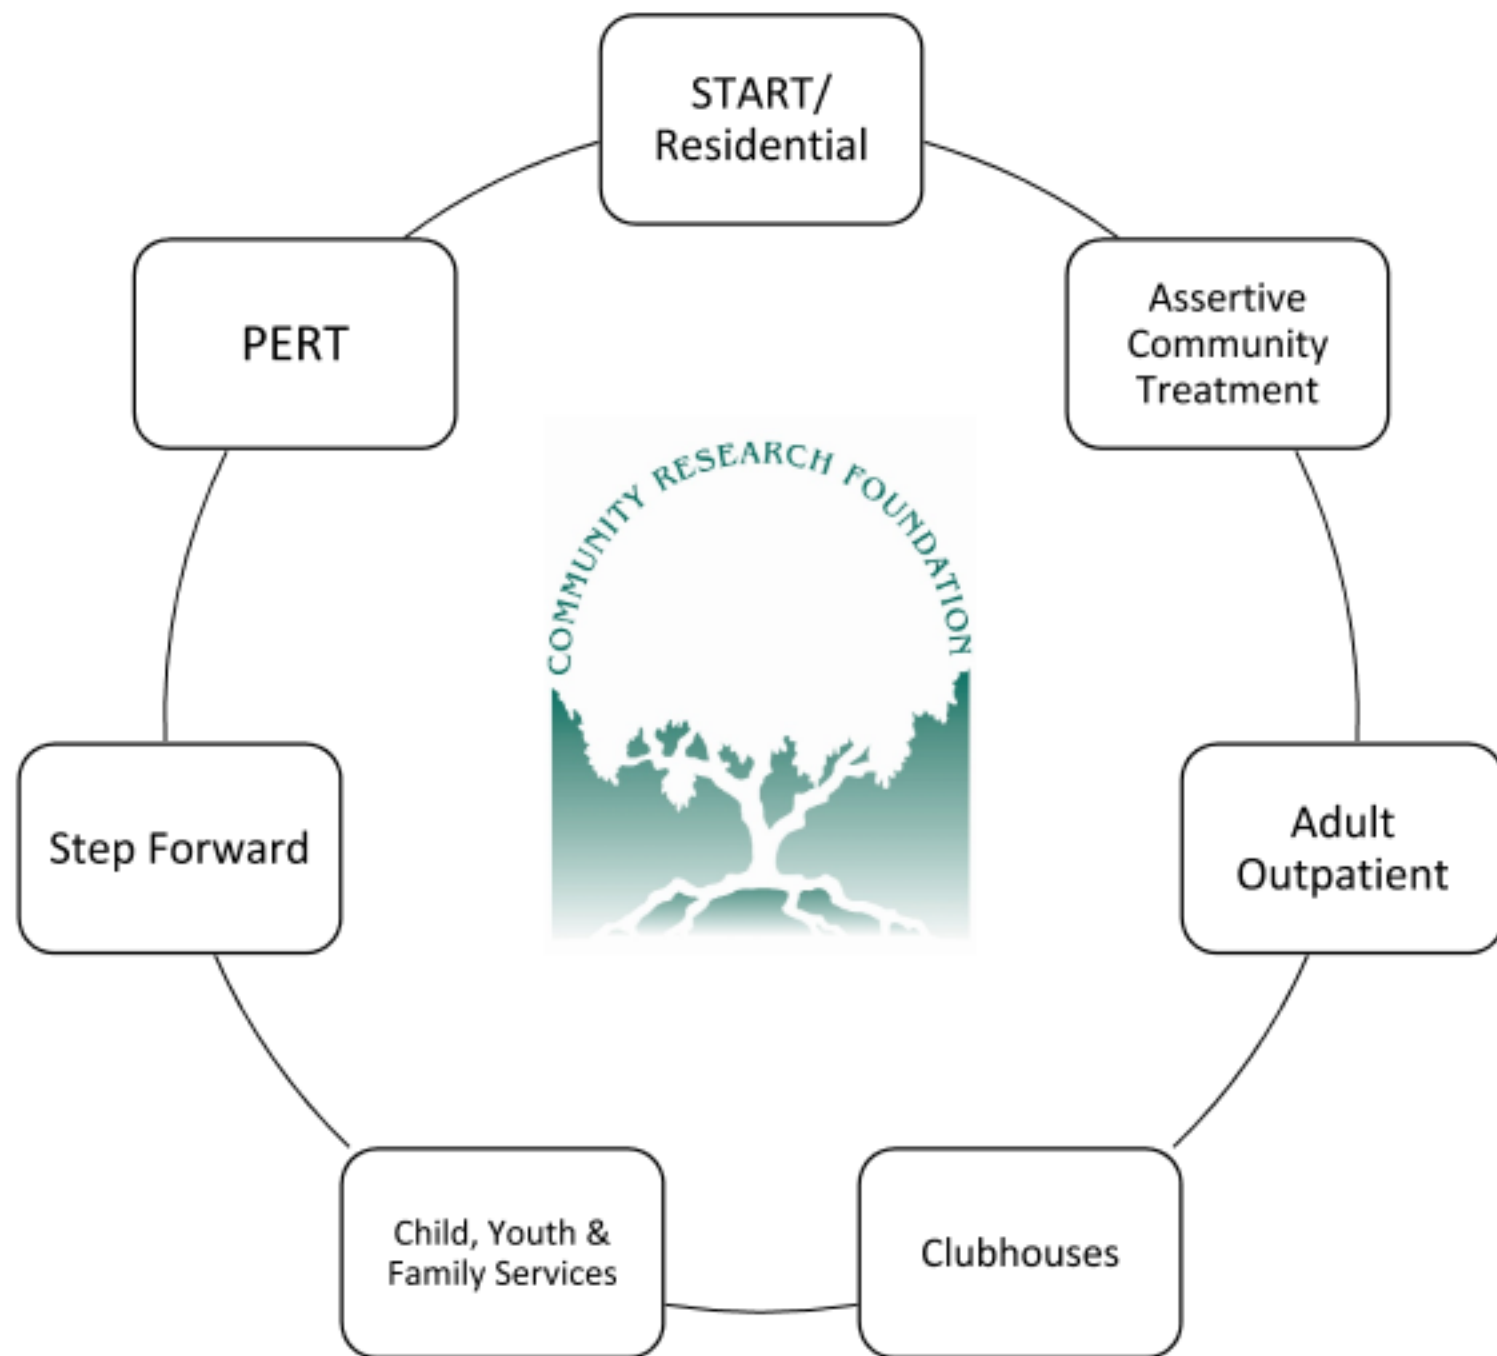 START/
Residential
Assertive
Community
Treatment
Adult
Outpatient
Clubhouses
Child, Youth &
Family Services
Step Forward
PERT
COMMUNITY RESEARCH FOUNDATION